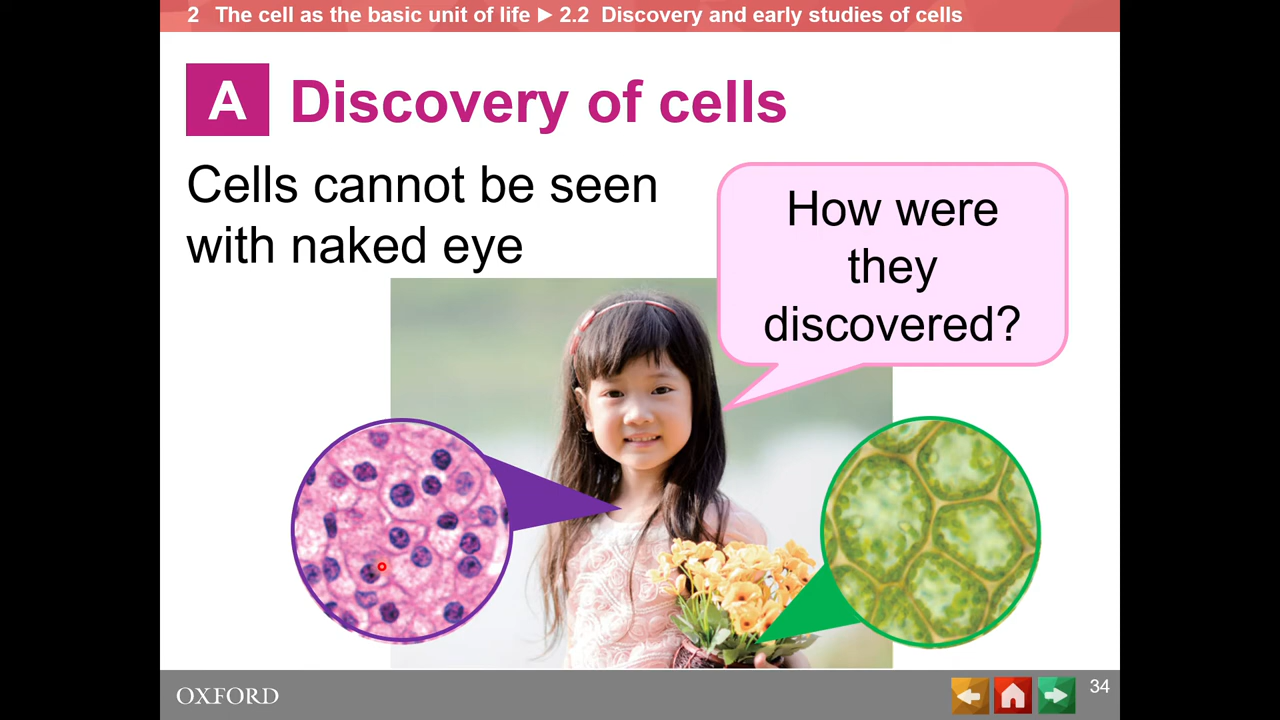 2 The cell as the basic unit of life ► 2.2 Discovery and early studies of cells
A Discovery of cells
Cells cannot be seen
with naked eye
How were
they
discovered?
OXFORD
34